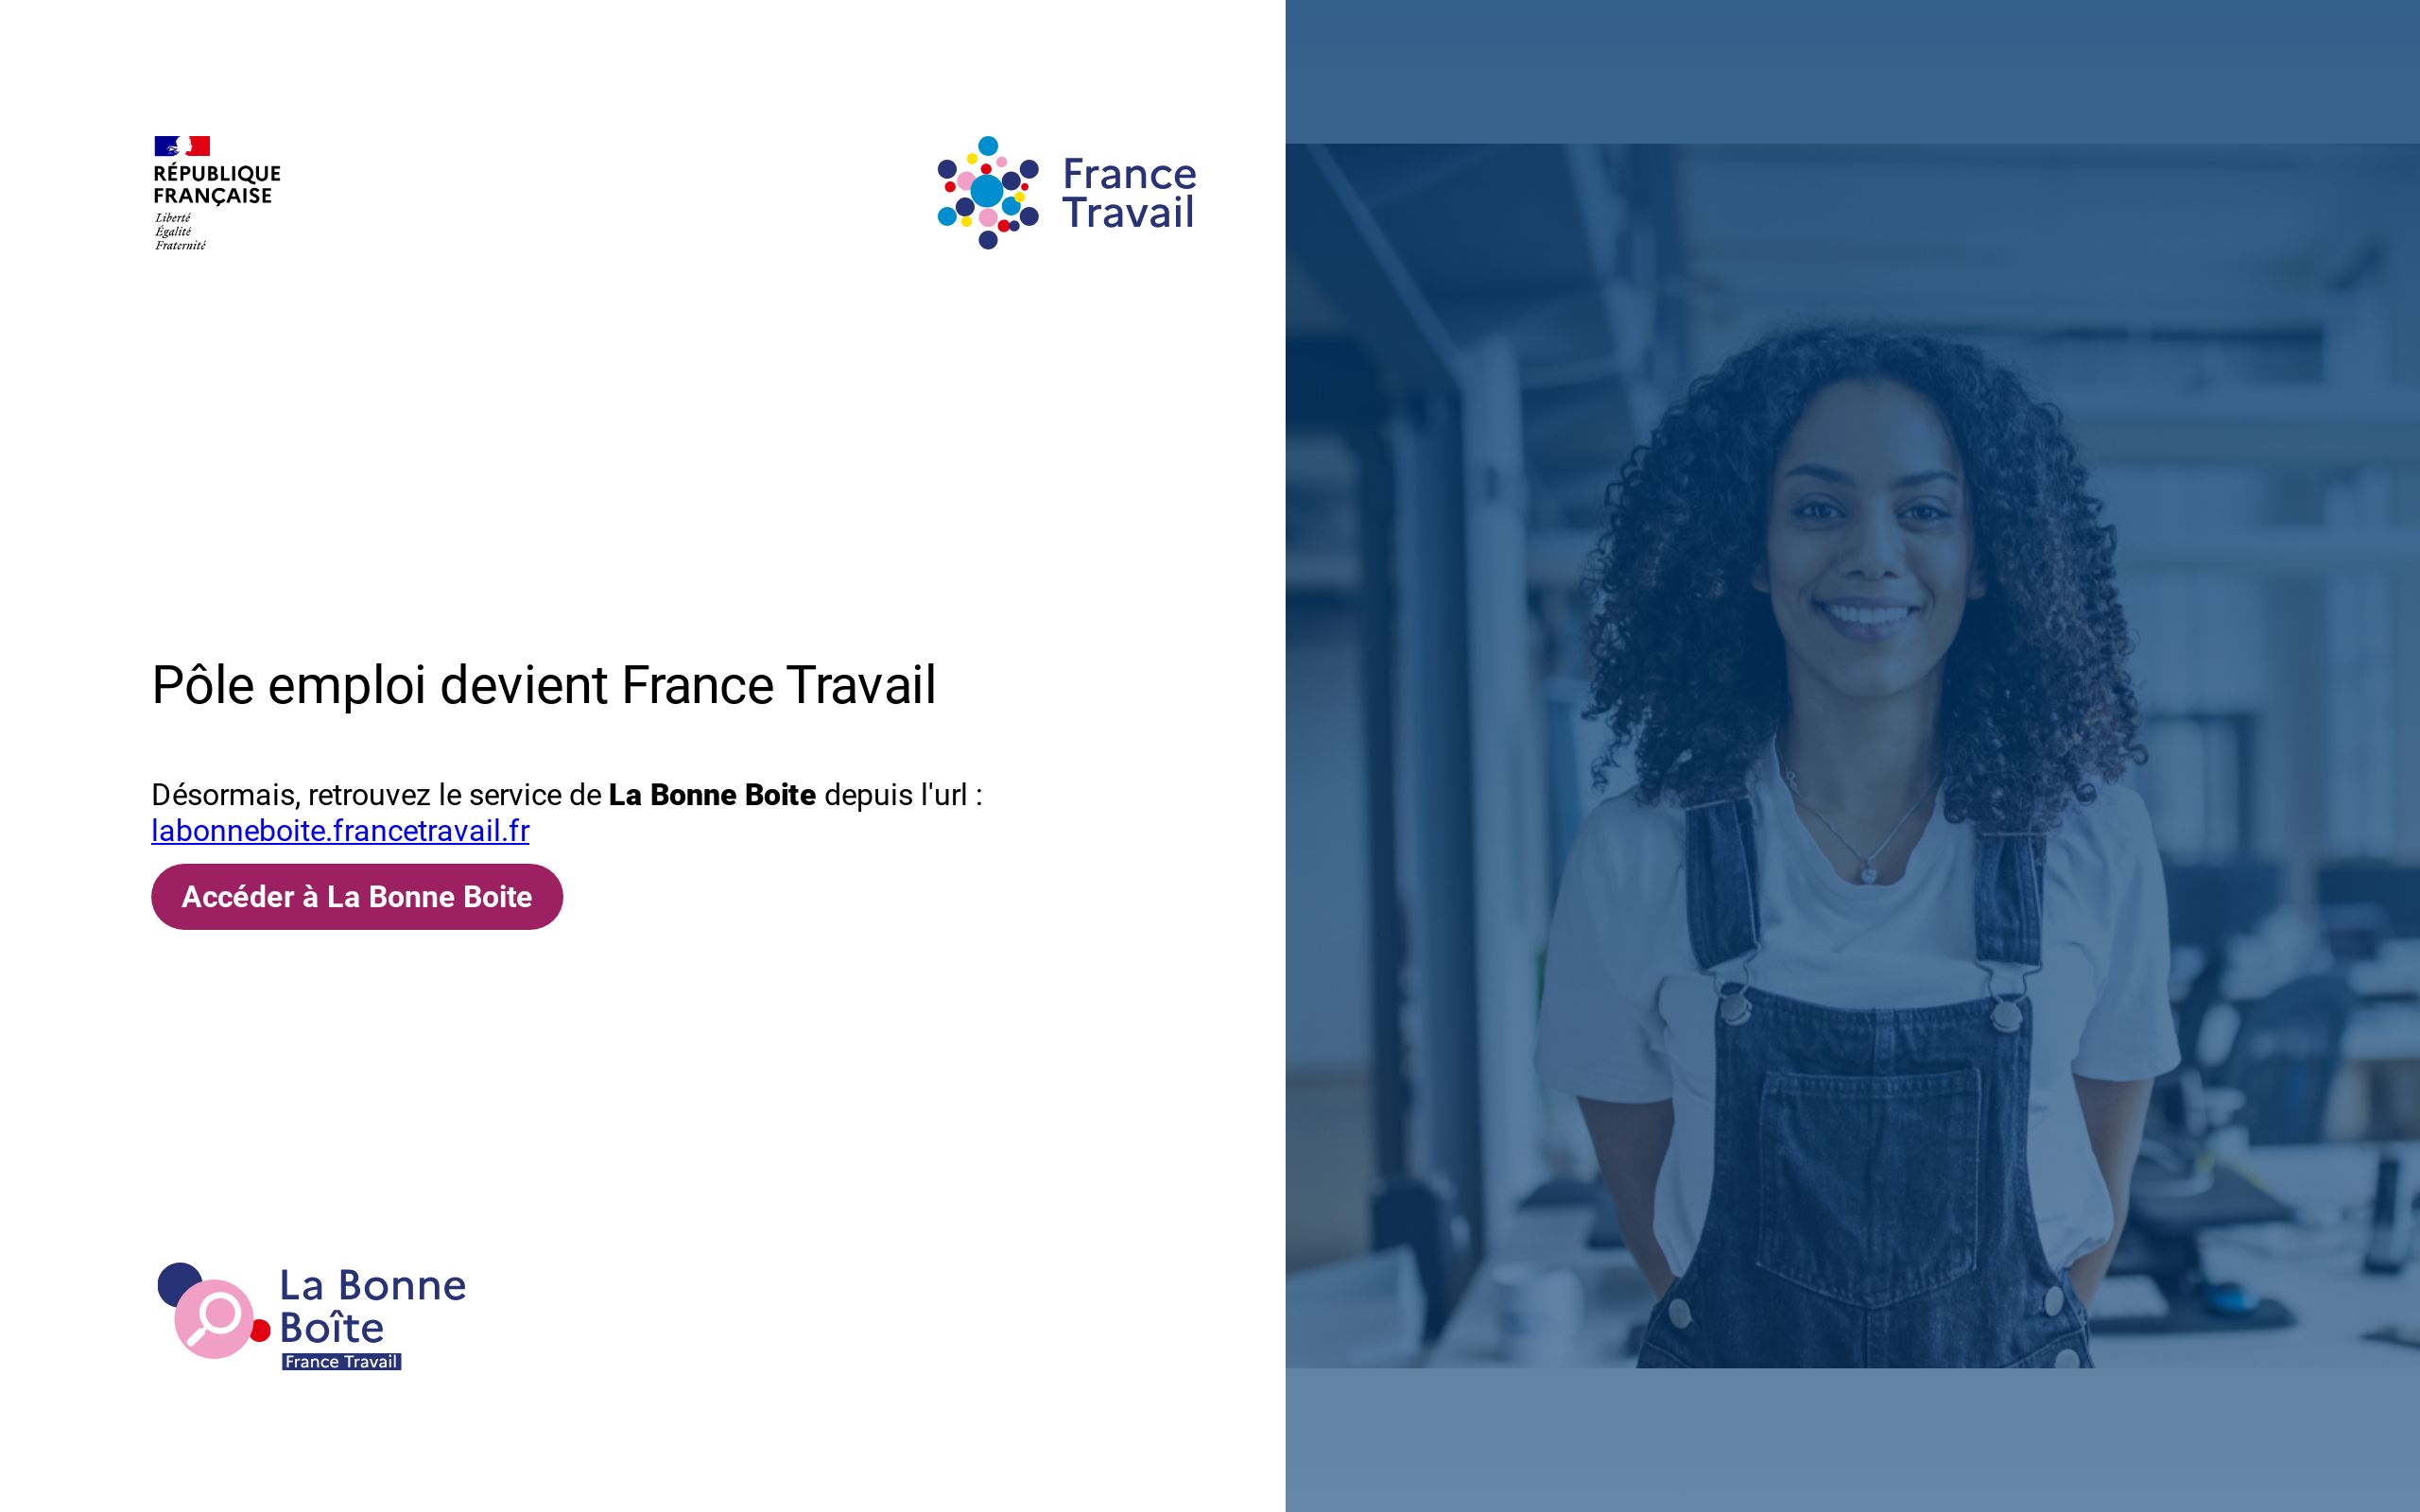 RÉPUBLIQUE
FRANÇAISE
Liberté
Égalité
Fraternité
France
Travail
Pôle emploi devient France Travail
Désormais, retrouvez le service de La Bonne Boite depuis l'url :
labonneboite.francetravail.fr
Accéder à La Bonne Boite
La Bonne
Boîte
France Travail